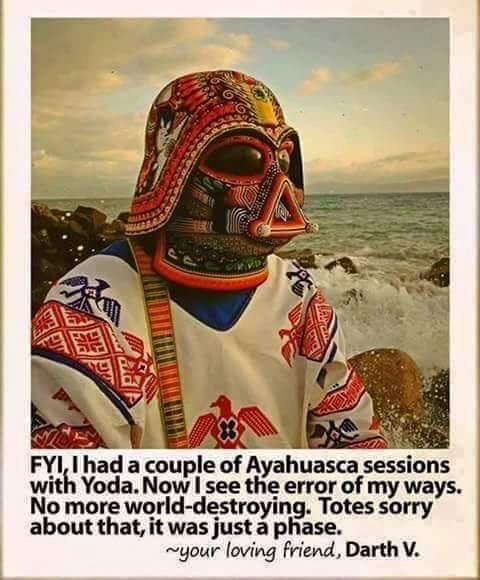 FYI, I had a couple of Ayahuasca sessions
with Yoda. Now I see the error of my ways.
No more world-destroying. Totes sorry
about that, it was just a phase.
~your loving friend, Darth V.